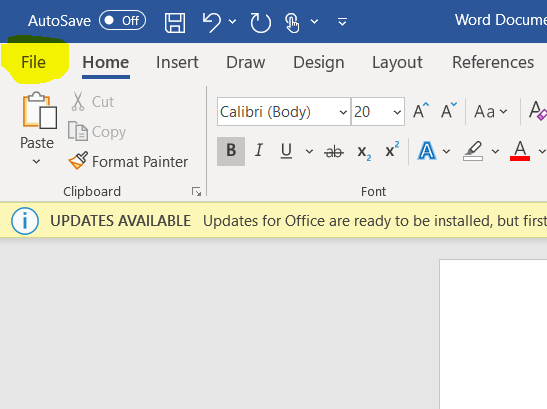 AutoSave Off Word Docume
File Home Insert Draw Design Layout References
Cut
Calibri (Body) 20 A A Aa A
Copy
Paste
Format Painter
B I U ab x2 x2 A A
Clipboard Font
UPDATES AVAILABLE Updates for Office are ready to be installed, but first